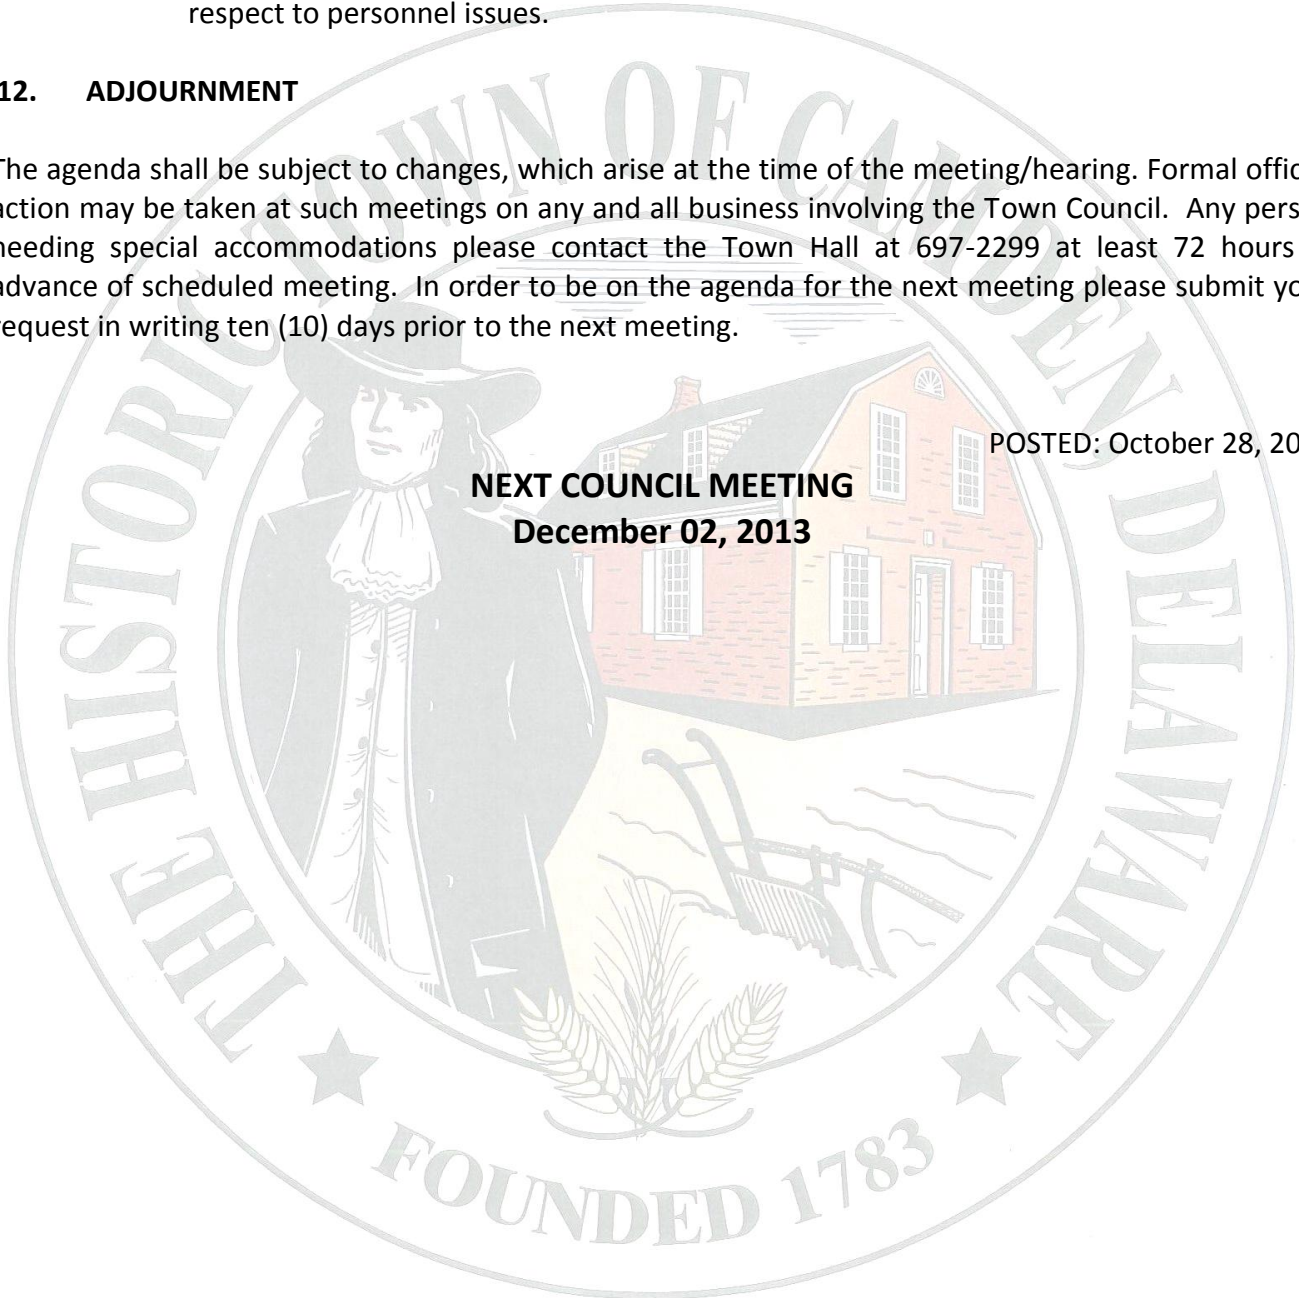 respect to personnel issues.
12. ADJOURNMENT
The agenda shall be subject to changes, which arise at the time of the meeting/hearing. Formal offic
action may be taken at such meetings on any and all business involving the Town Council. Any pers
needing special accommodations please contact the Town Hall at 697-2299 at least 72 hours
advance of scheduled meeting. In order to be on the agenda for the next meeting please submit yo
request in writing ten (10) days prior to the next meeting.
POSTED: October 28, 20
NEXT COUNCIL MEETING
December 02, 2013
THE HISTORIC TOWN OF CAMDEN DELAWARE
FOUNDED 1783